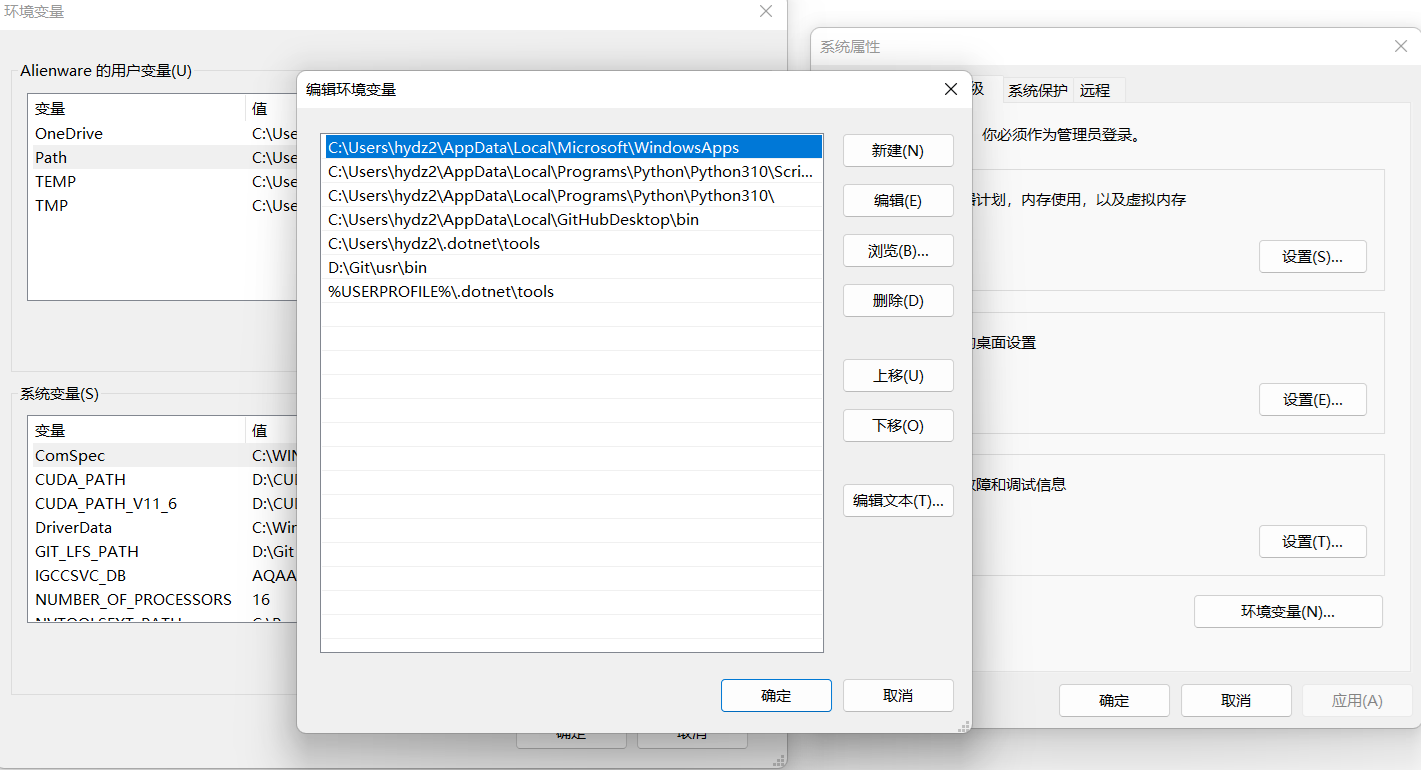 环境变量
Alienware 的用户变量(U)
变量 值
OneDrive C:\Use
Path C:\Use
TEMP C:\Use
TMP C:\Use
系统变量(S)
变量 值
ComSpec C:\WIN
CUDA_PATH D:\CUI
CUDA_PATH_V11_6 D:\CUI
DriverData C:\Win
GIT_LFS_PATH D:\Git
IGCCSVC_DB AQAA
NUMBER_OF_PROCESSORS 16
确定 取消
编辑环境变量
C:\Users\hydz2\AppData\Local\Microsoft\WindowsApps
C:\Users\hydz2\AppData\Local\Programs\Python\Python310\Scri...
C:\Users\hydz2\AppData\Local\Programs\Python\Python310\
C:\Users\hydz2\AppData\Local\GitHubDesktop\bin
C:\Users\hydz2\.dotnet\tools
D:\Git\usr\bin
%USERPROFILE%\.dotnet\tools
新建(N)
编辑(E)
浏览(B)...
删除(D)
上移(U)
下移(O)
编辑文本(T)...
确定 取消
系统属性
级 系统保护 远程
你必须作为管理员登录。
计划，内存使用，以及虚拟内存
设置(S)...
桌面设置
设置(E)...
障和调试信息
设置(T)...
环境变量(N)...
确定 取消 应用(A)